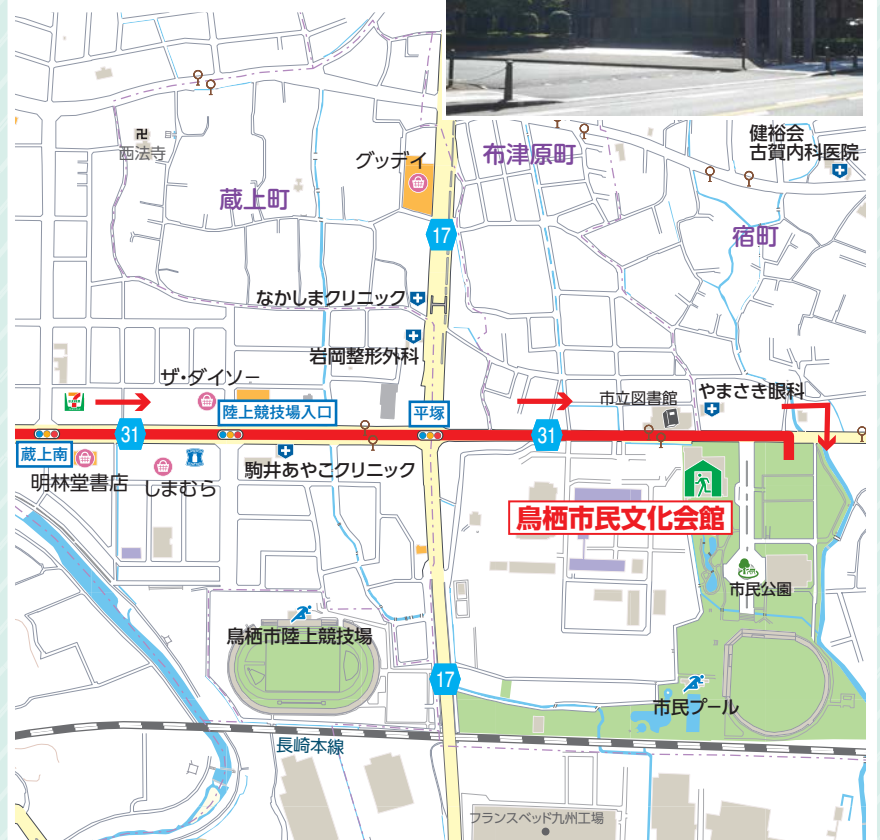 健裕会
古賀内科医院
西法寺
グッデイ
布津原町
蔵上町
17
宿町
なかしまクリニック
岩岡整形外科
ザ・ダイソー
陸上競技場入口
平塚
市立図書館
やまさき眼科
31
31
蔵上南
明林堂書店
しまむら
駒井あやこクリニック
鳥栖市民文化会館
市民公園
鳥栖市陸上競技場
17
市民プール
長崎本線
フランスベッド九州工場